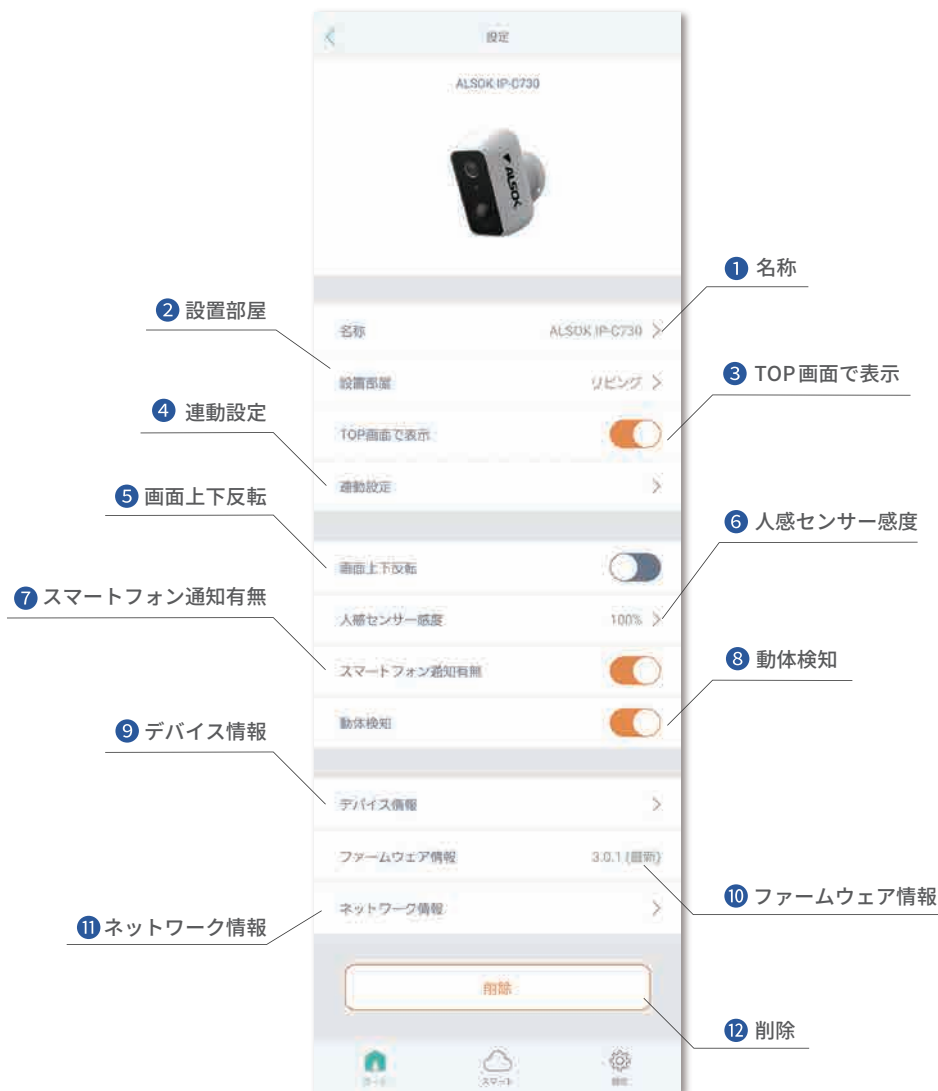 設定
ALSOK IP-C730
ALSOK
❶ 名称
❷ 設置部屋
名称 ALSOK IP-C730
設置部屋 リビング
❸ TOP画面で表示
❹ 連動設定
TOP画面で表示
連動設定
❺ 画面上下反転
❻ 人感センサー感度
画面上下反転
❼ スマートフォン通知有無
人感センサー感度 100%
❽ 動体検知
スマートフォン通知有無
動体検知
❾ デバイス情報
デバイス情報
ファームウェア情報 3.0.1 (最新)
❿ ファームウェア情報
ネットワーク情報
⓫ ネットワーク情報
削除
⓬ 削除
スマート
設定